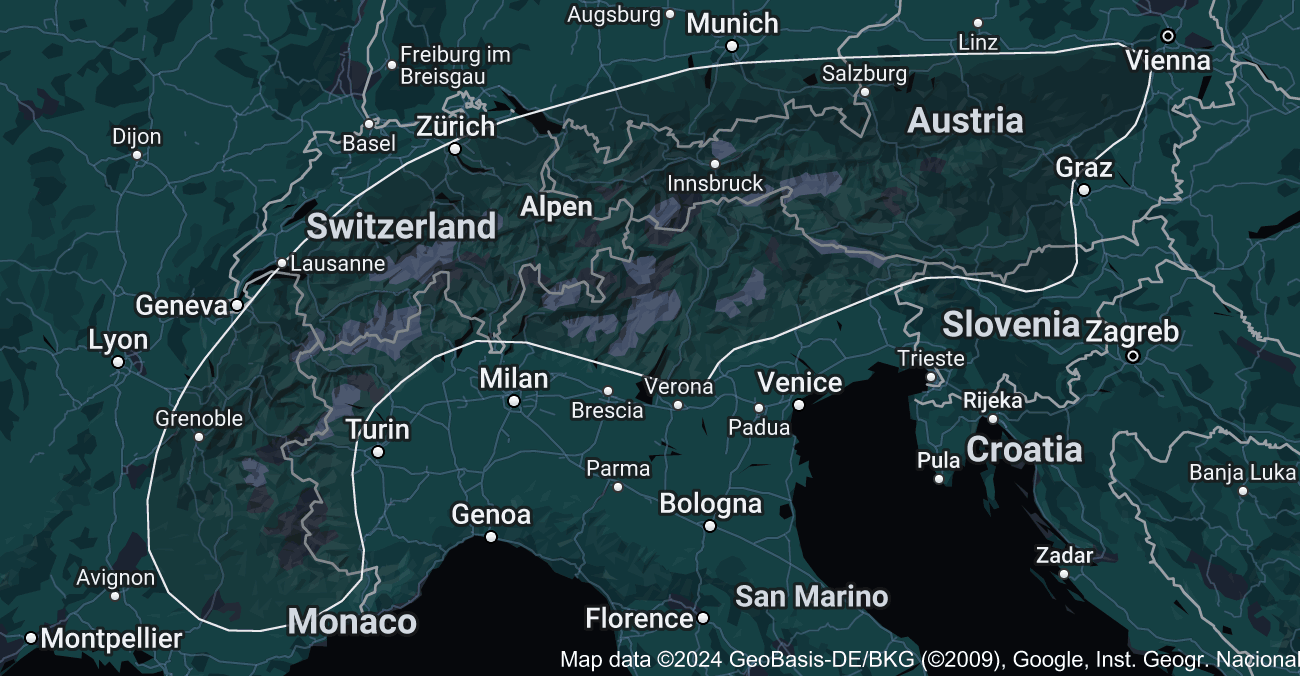 Augsburg
Munich
Linz
Vienna
Freiburg im
Breisgau
Salzburg
Austria
Dijon
Basel
Zürich
Innsbruck
Graz
Switzerland
Alpen
Lausanne
Geneva
Lyon
Slovenia
Zagreb
Trieste
Milan
Verona
Venice
Brescia
Padua
Rijeka
Grenoble
Turin
Croatia
Pula
Parma
Banja Luka
Bologna
Genoa
Zadar
Avignon
San Marino
Monaco
Florence
Montpellier
Map data ©2024 GeoBasis-DE/BKG (©2009), Google, Inst. Geogr. Nacional